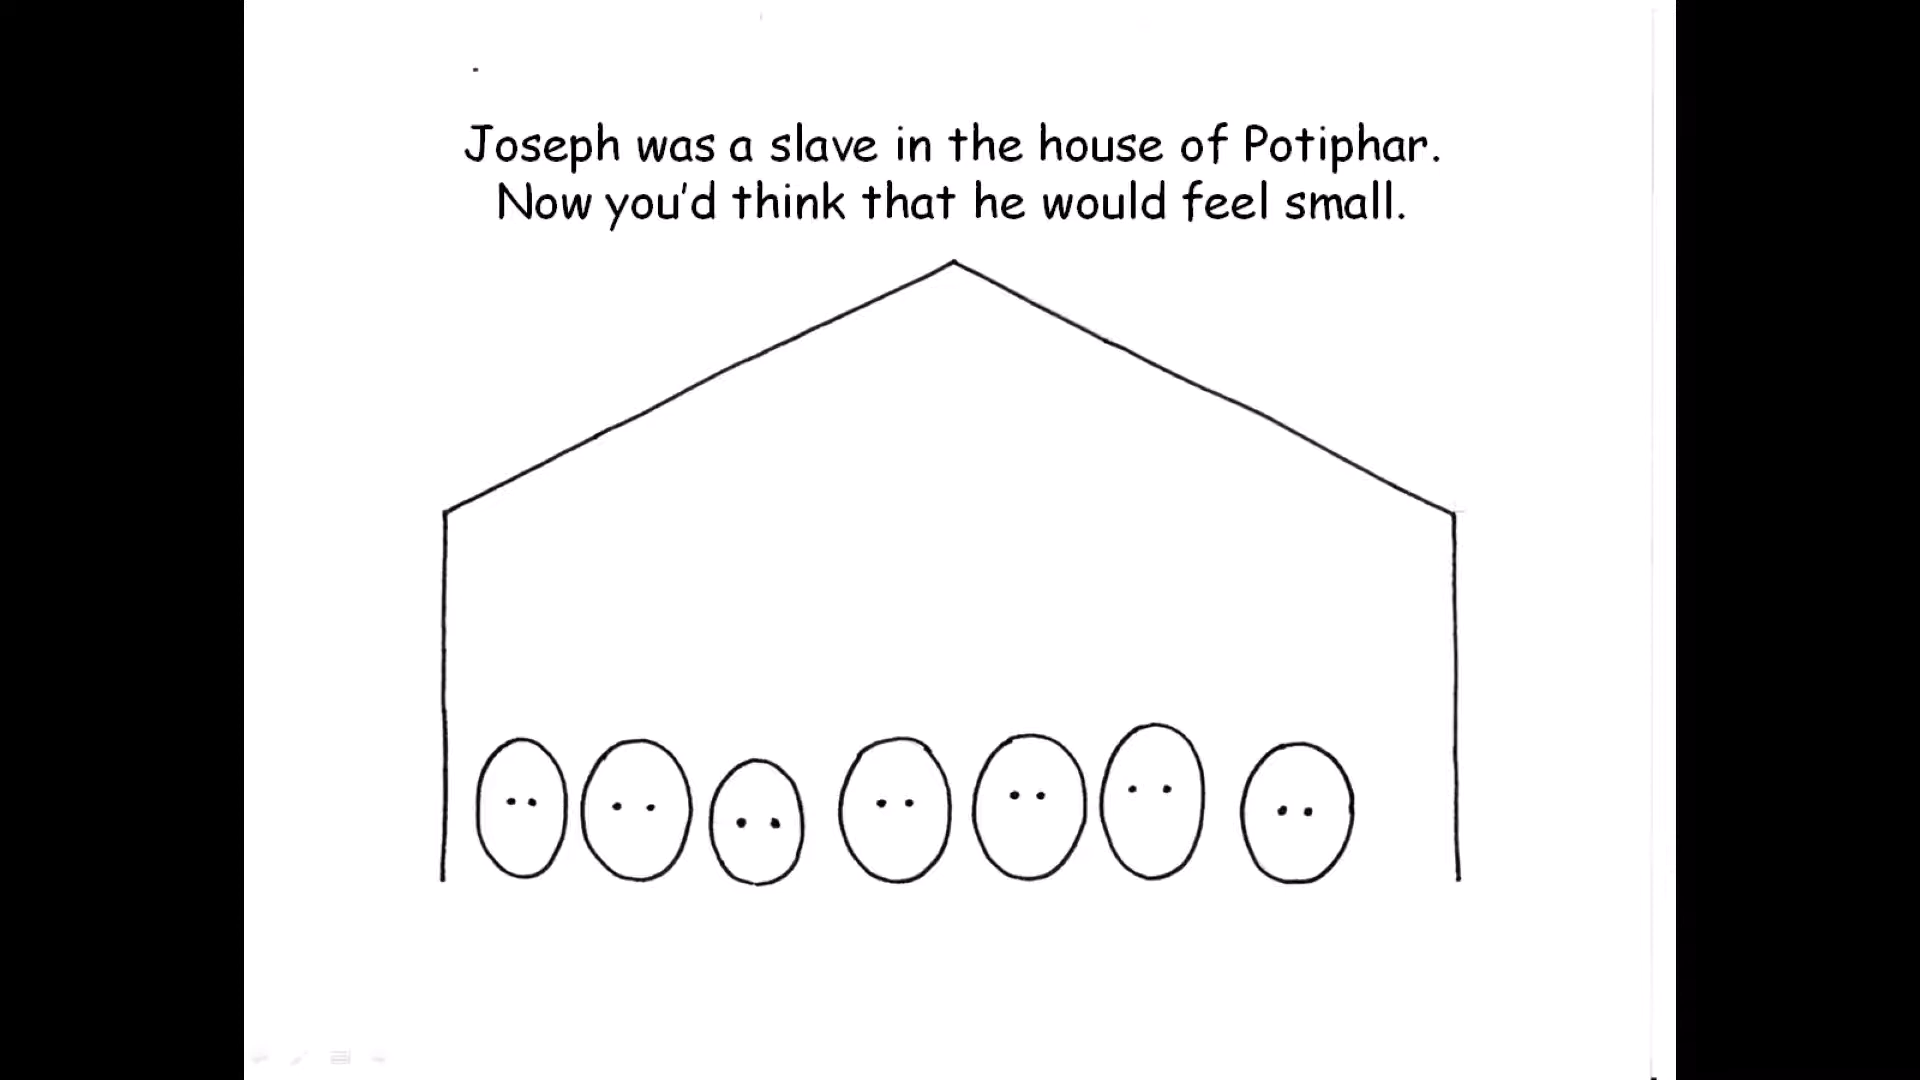 Joseph was a slave in the house of Potiphar.
Now you'd think that he would feel small.